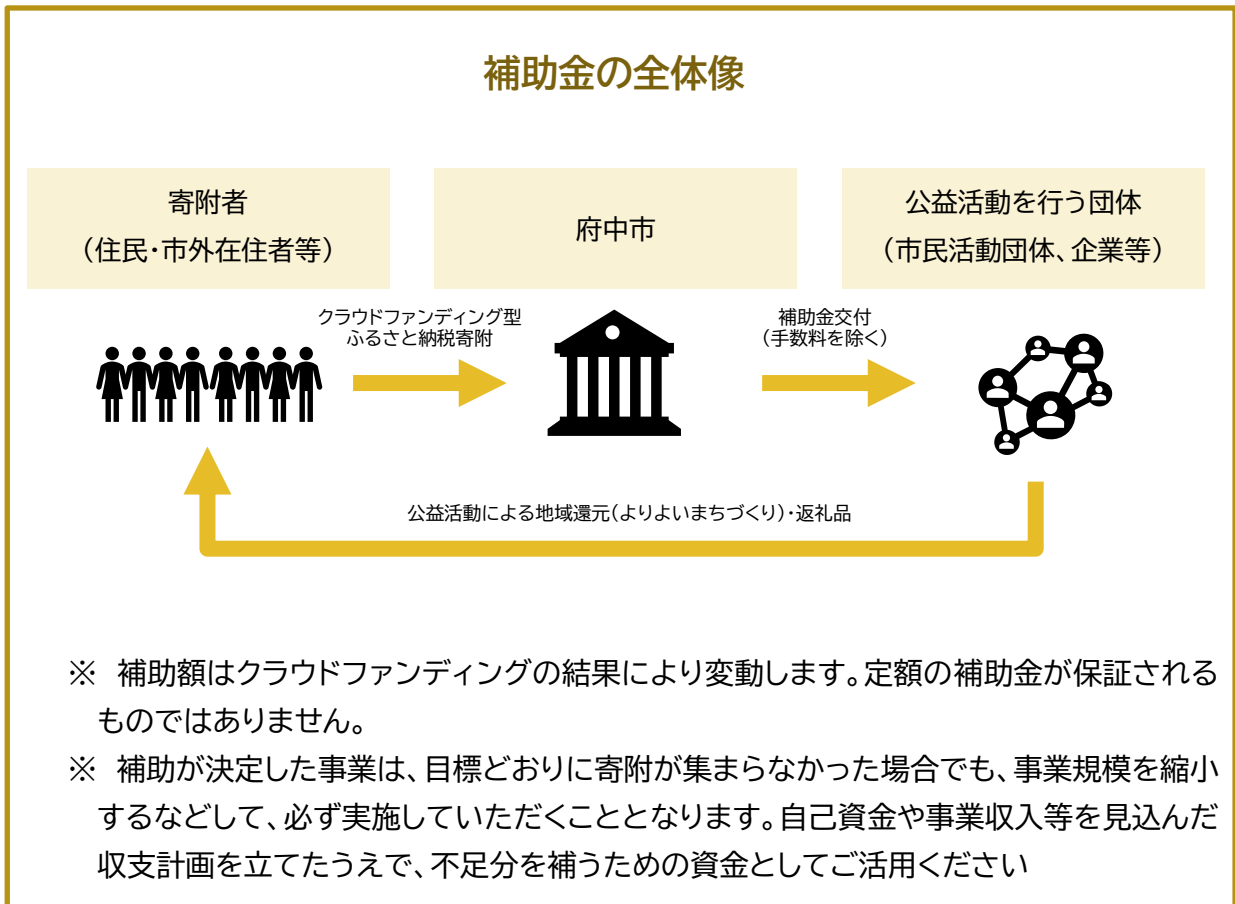 補助金の全体像
寄附者
（住民・市外在住者等）
府中市
公益活動を行う団体
（市民活動団体、企業等）
クラウドファンディング型
ふるさと納税寄附
補助金交付
（手数料を除く）
公益活動による地域還元（よりよいまちづくり）・返礼品
※　補助額はクラウドファンディングの結果により変動します。定額の補助金が保証される
ものではありません。
※　補助が決定した事業は、目標どおりに寄附が集まらなかった場合でも、事業規模を縮小
するなどして、必ず実施していただくこととなります。自己資金や事業収入等を見込んだ
収支計画を立てたうえで、不足分を補うための資金としてご活用ください